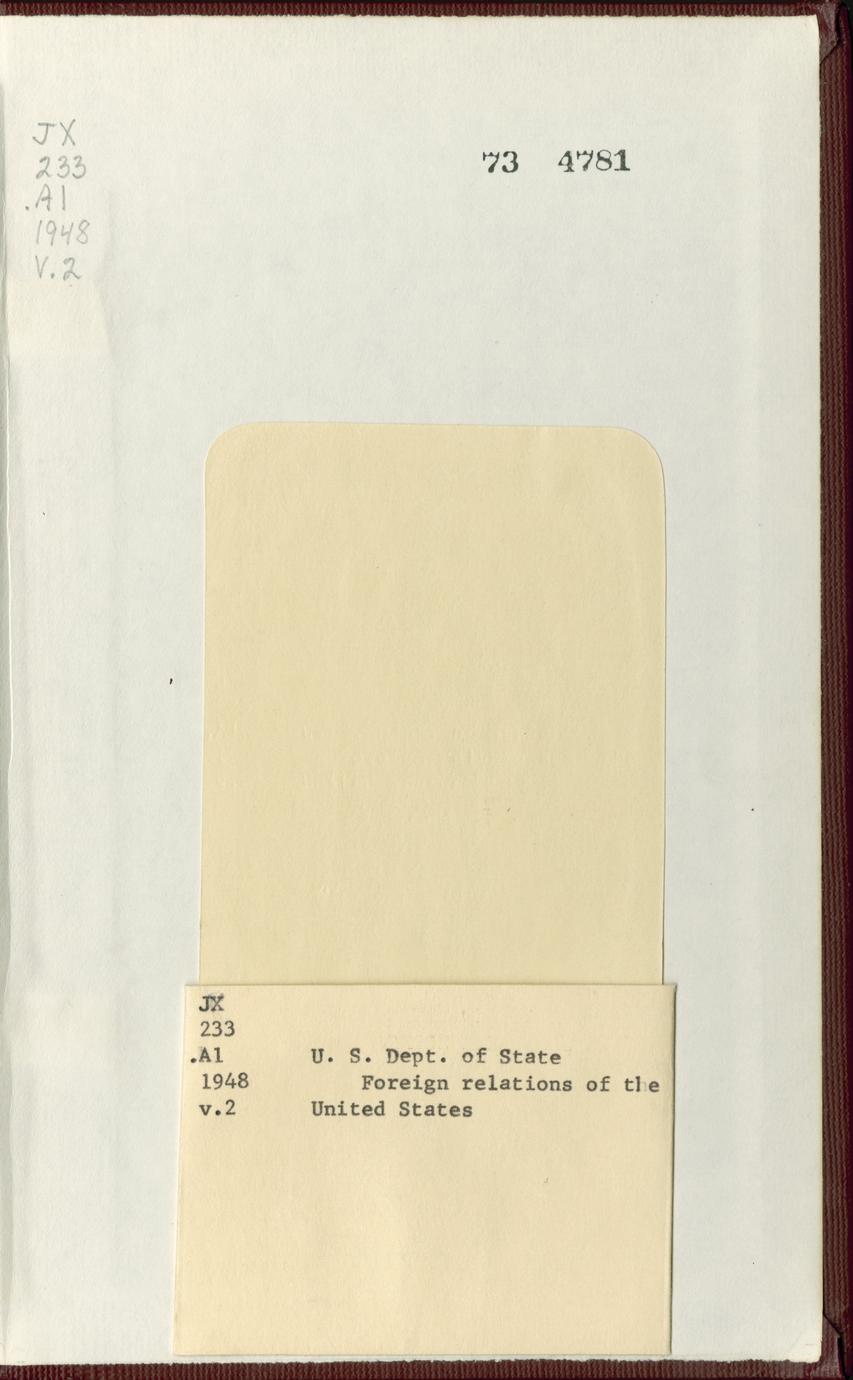 JX
233
.A1
1948
V.2
73 4781
JX
233
.A1 U. S. Dept. of State
1948 Foreign relations of the
v.2 United States